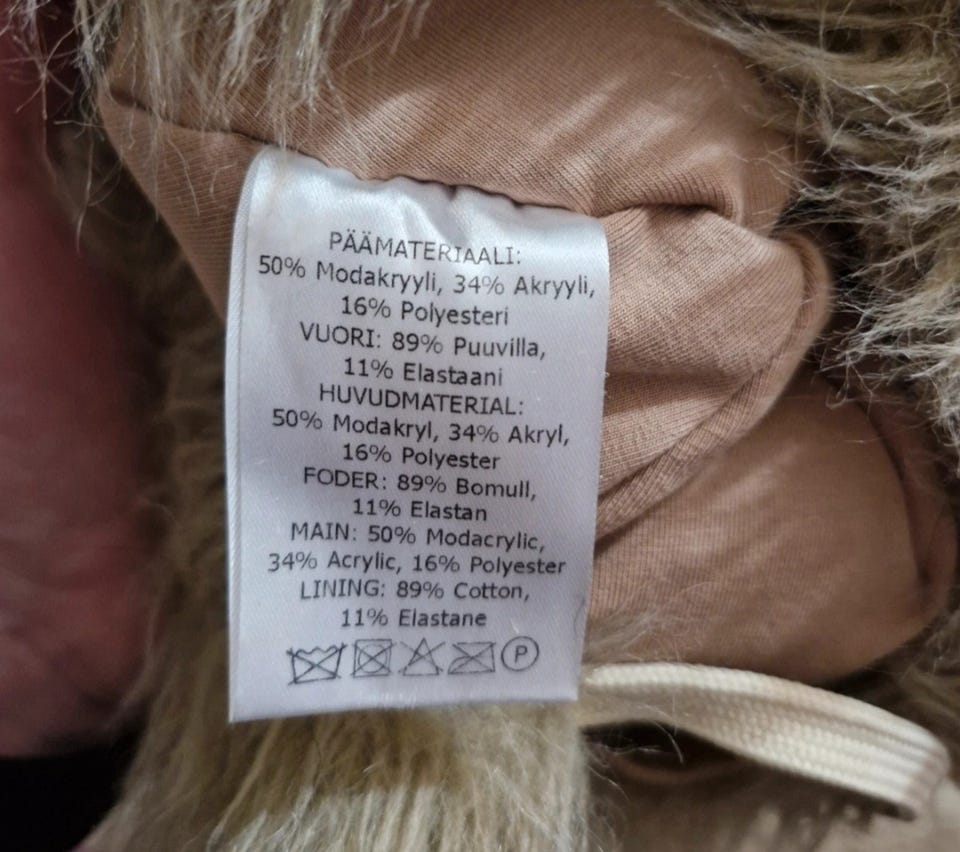 PÄÄMATERIAALI:
50% Modakryyli, 34% Akryyli,
16% Polyesteri
VUORI: 89% Puuvilla,
11% Elastaani
HUVUDMATERIAL:
50% Modakryl, 34% Akryl,
16% Polyester
FODER: 89% Bomull,
11% Elastan
MAIN: 50% Modacrylic,
34% Acrylic, 16% Polyester
LINING: 89% Cotton,
11% Elastane
P